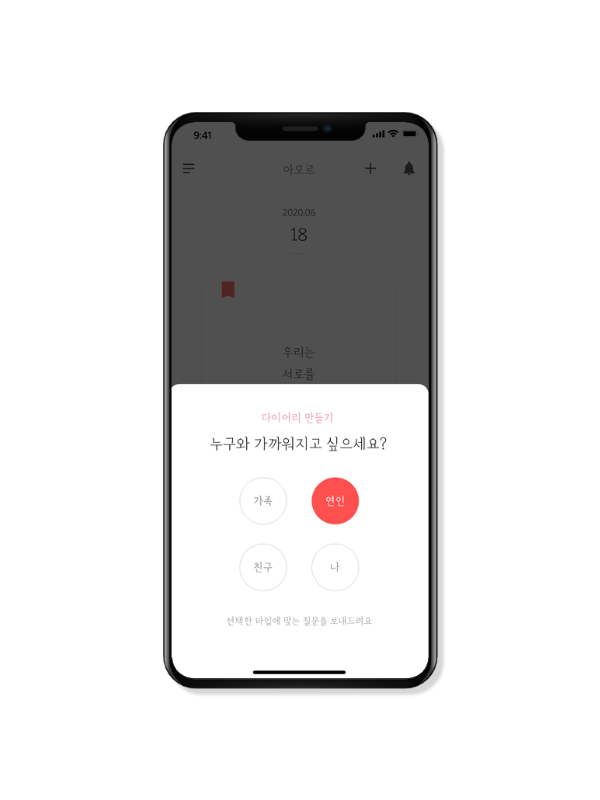 9:41
아모르
2020.06
18
우리는
서로를
다이어리 만들기
누구와 가까워지고 싶으세요?
가족 연인
친구 나
선택한 타입에 맞는 질문을 보내드려요